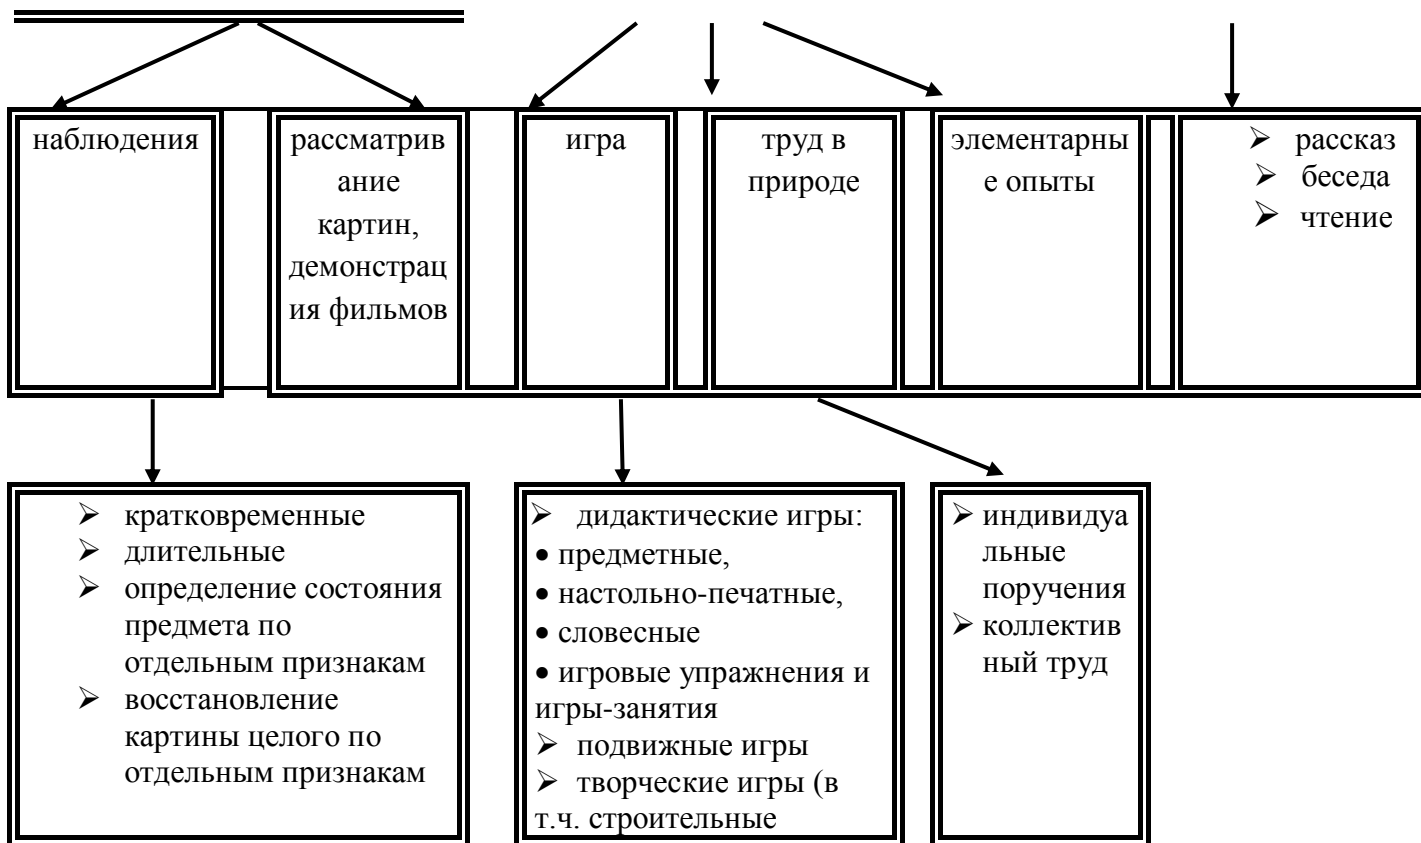 наблюдения
рассматрив
ание
картин,
демонстрац
ия фильмов
игра
труд в
природе
элементарны
е опыты
➢ рассказ
➢ беседа
➢ чтение
➢ кратковременные
➢ длительные
➢ определение состояния
предмета по
отдельным признакам
➢ восстановление
картины целого по
отдельным признакам
➢ дидактические игры:
• предметные,
• настольно-печатные,
• словесные
• игровые упражнения и
игры-занятия
➢ подвижные игры
➢ творческие игры (в
т.ч. строительные
➢ индивидуа
льные
поручения
➢ коллектив
ный труд